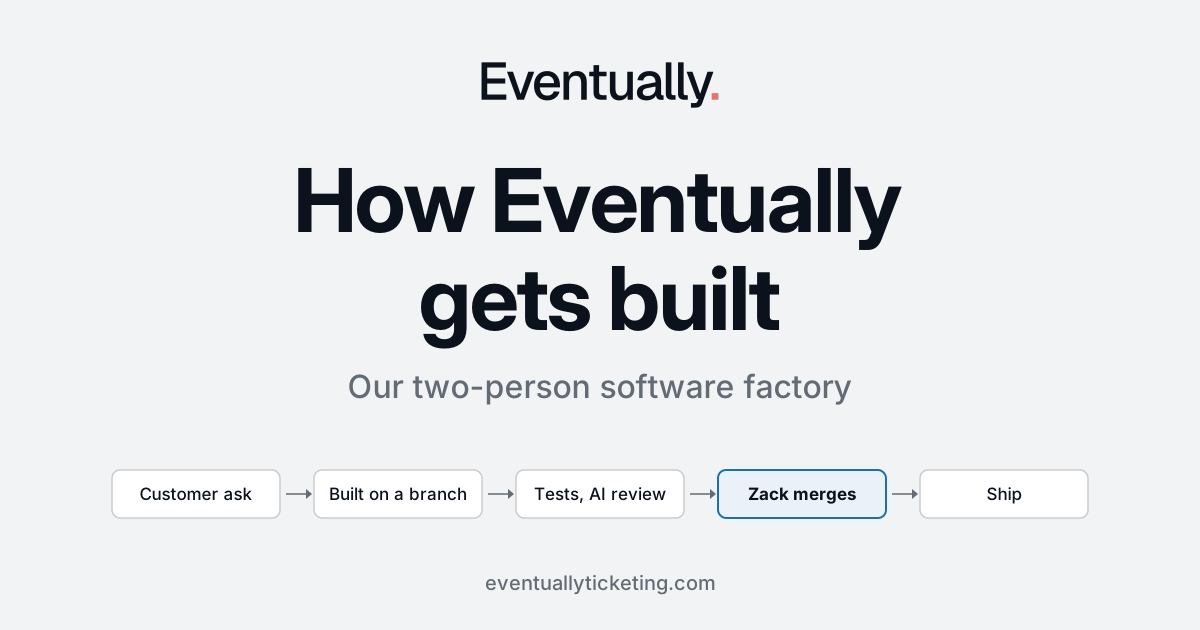 Eventually.
How Eventually
gets built
Our two-person software factory
Customer ask
Built on a branch
Tests, AI review
Zack merges
Ship
eventuallyticketing.com